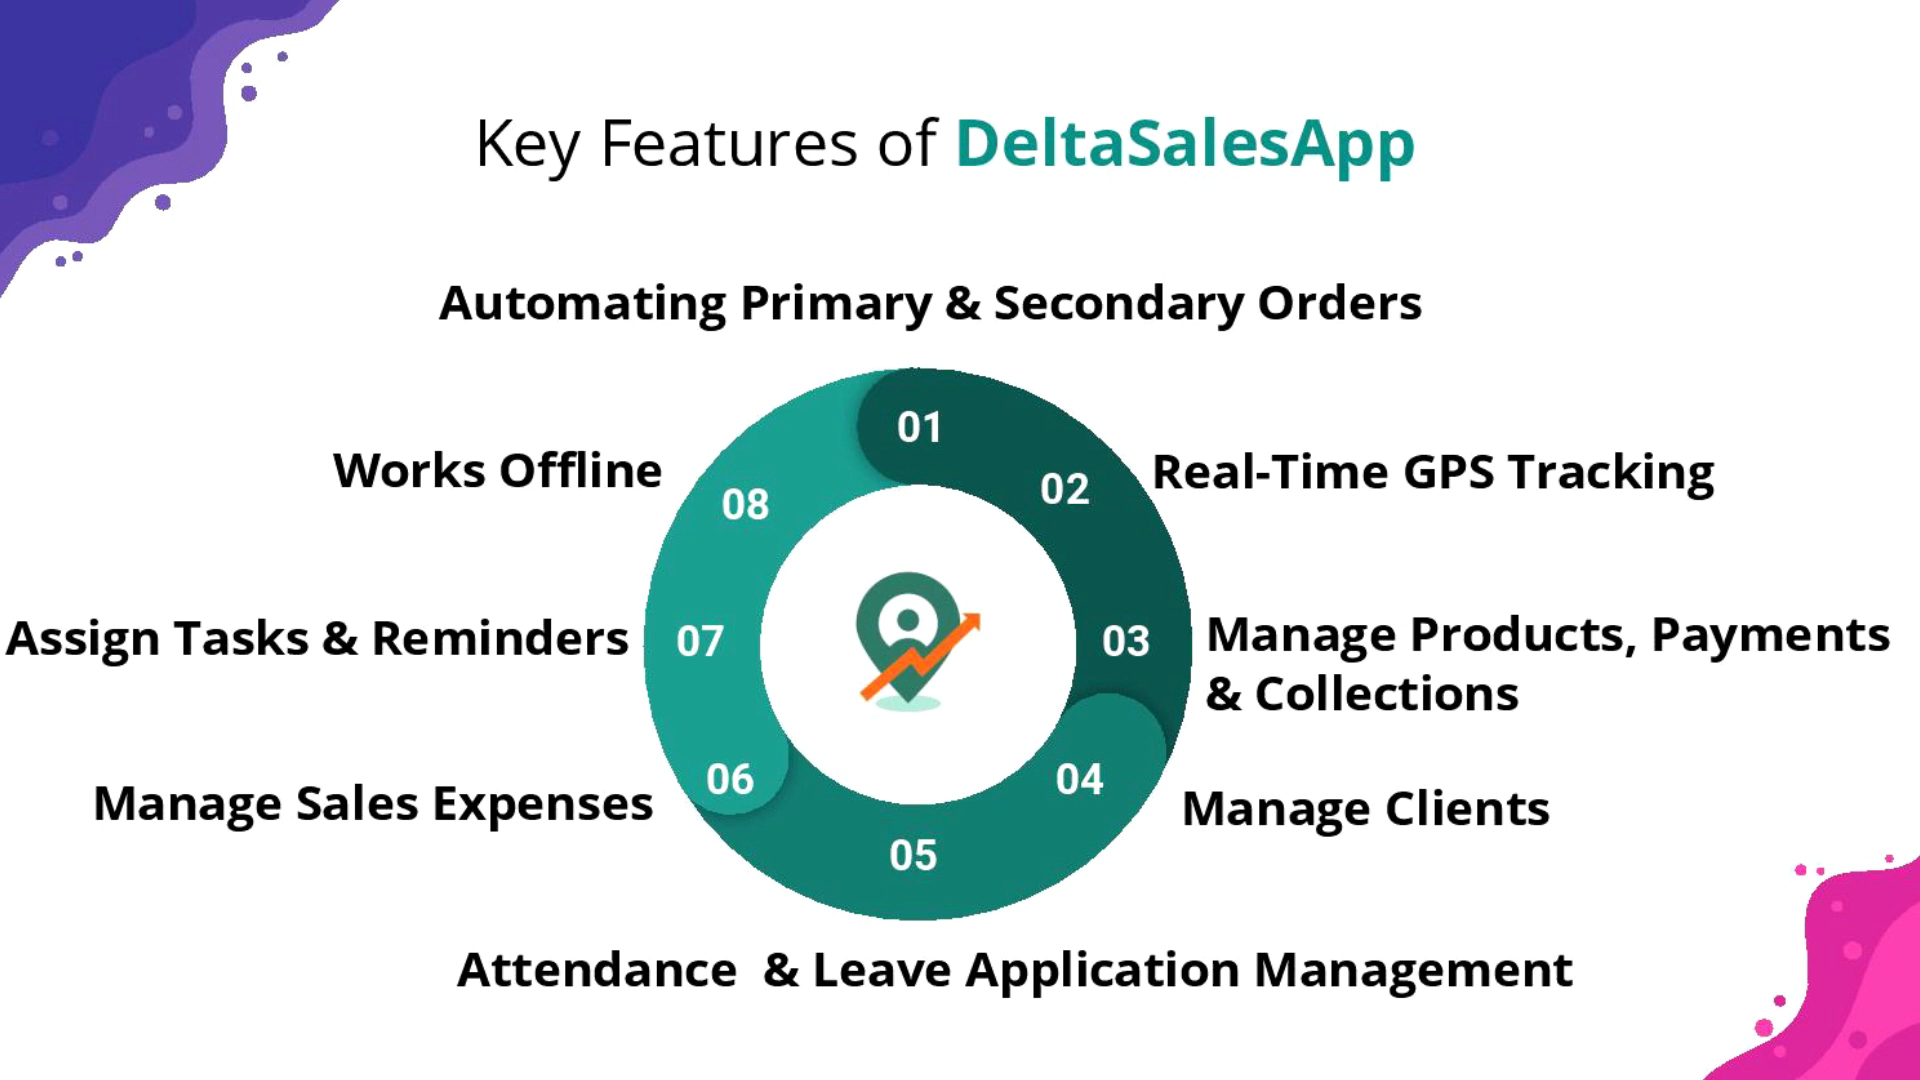 Key Features of DeltaSalesApp
Automating Primary & Secondary Orders
01
Works Offline
08
02
Real-Time GPS Tracking
Assign Tasks & Reminders
07
03
Manage Products, Payments
& Collections
Manage Sales Expenses
06
04
Manage Clients
05
Attendance & Leave Application Management